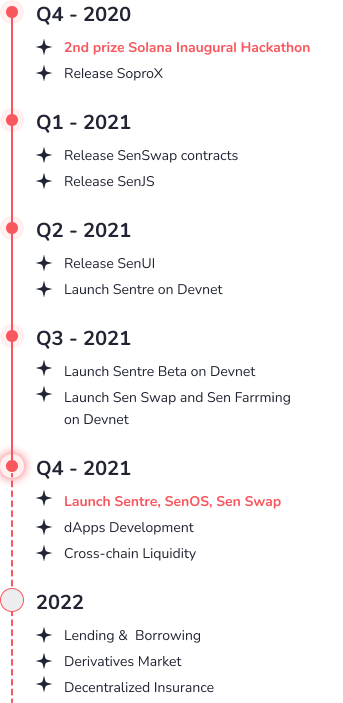 Q4 - 2020
2nd prize Solana Inaugural Hackathon
Release SoproX
Q1 - 2021
Release SenSwap contracts
Release SenJS
Q2 - 2021
Release SenUI
Launch Sentre on Devnet
Q3 - 2021
Launch Sentre Beta on Devnet
Launch Sen Swap and Sen Farrming
on Devnet
Q4 - 2021
Launch Sentre, SenOS, Sen Swap
dApps Development
Cross-chain Liquidity
2022
Lending & Borrowing
Derivatives Market
Decentralized Insurance